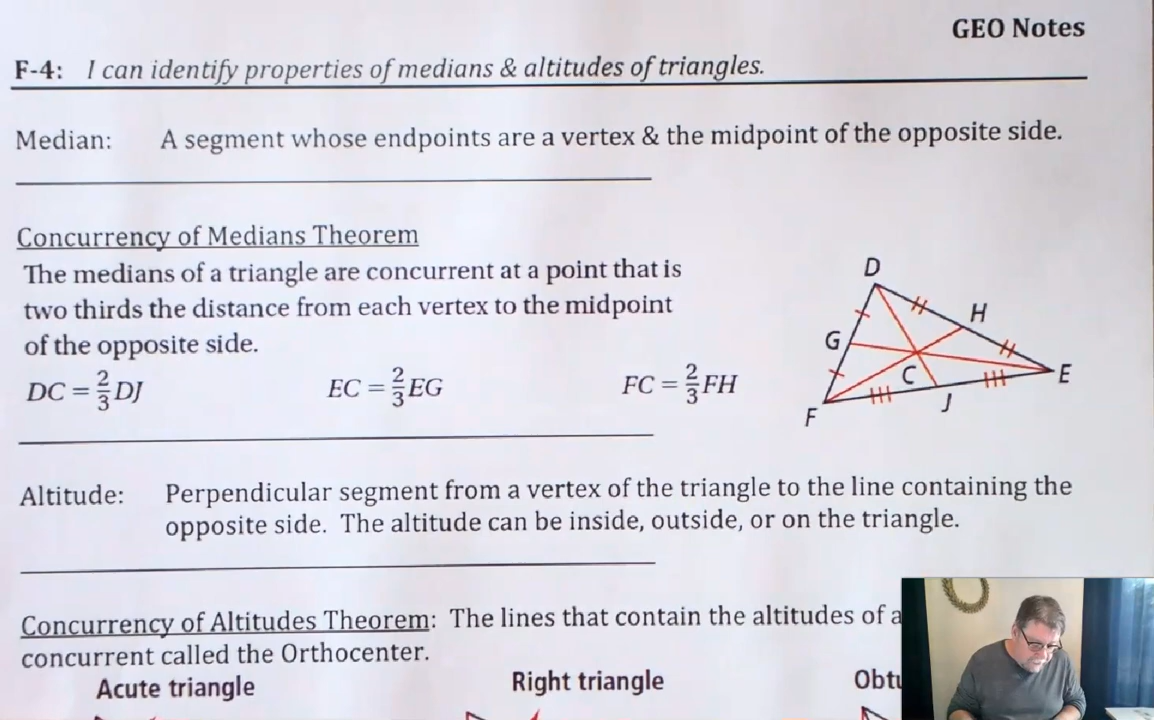 GEO Notes
F-4: I can identify properties of medians & altitudes of triangles.
Median: A segment whose endpoints are a vertex & the midpoint of the opposite side.
Concurrency of Medians Theorem
The medians of a triangle are concurrent at a point that is
two thirds the distance from each vertex to the midpoint
of the opposite side.
DC = 2/3 DJ EC = 2/3 EG FC = 2/3 FH
D
H
G
E
C
J
F
Altitude: Perpendicular segment from a vertex of the triangle to the line containing the
opposite side. The altitude can be inside, outside, or on the triangle.
Concurrency of Altitudes Theorem: The lines that contain the altitudes of a
concurrent called the Orthocenter.
Acute triangle Right triangle